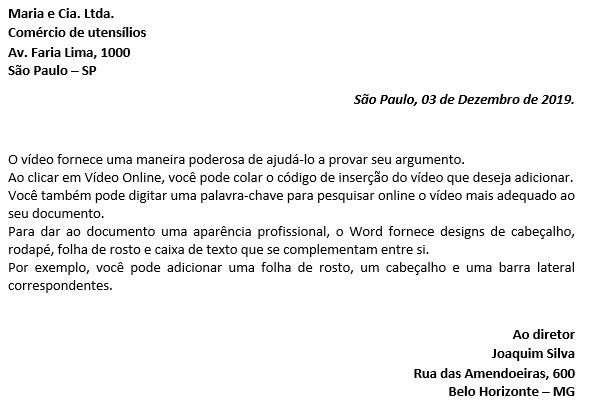 Maria e Cia. Ltda.
Comércio de utensílios
Av. Faria Lima, 1000
São Paulo – SP
São Paulo, 03 de Dezembro de 2019.
O vídeo fornece uma maneira poderosa de ajudá-lo a provar seu argumento.
Ao clicar em Vídeo Online, você pode colar o código de inserção do vídeo que deseja adicionar.
Você também pode digitar uma palavra-chave para pesquisar online o vídeo mais adequado ao
seu documento.
Para dar ao documento uma aparência profissional, o Word fornece designs de cabeçalho,
rodapé, folha de rosto e caixa de texto que se complementam entre si.
Por exemplo, você pode adicionar uma folha de rosto, um cabeçalho e uma barra lateral
correspondentes.
Ao diretor
Joaquim Silva
Rua das Amendoeiras, 600
Belo Horizonte – MG